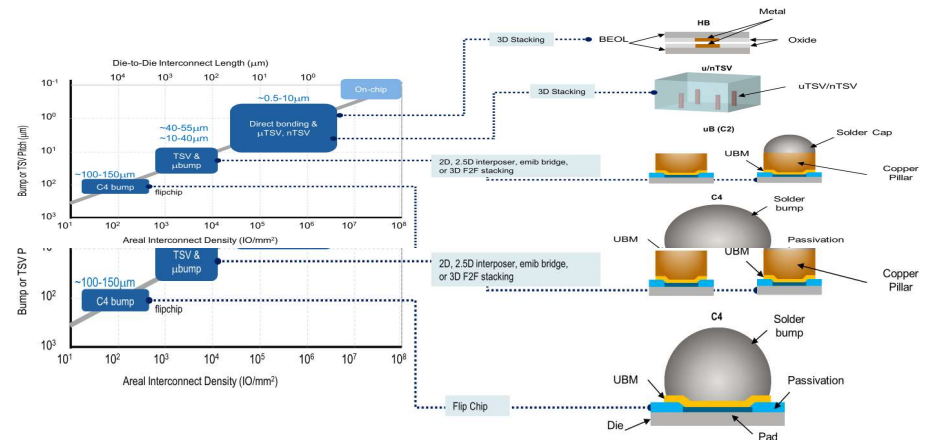 Die-to-Die Interconnect Length (μm)
10⁴ 10³ 10² 10¹ 10⁰
Bump or TSV Pitch (μm)
10⁻¹
10⁰
10¹
10²
10³
On-chip
~0.5-10μm
Direct bonding &
μTSV, nTSV
~40-55μm
~10-40μm
TSV &
μbump
~100-150μm
C4 bump
flipchip
10¹ 10² 10³ 10⁴ 10⁵ 10⁶ 10⁷ 10⁸
Areal Interconnect Density (IO/mm²)
3D Stacking
3D Stacking
2D, 2.5D interposer, emib bridge,
or 3D F2F stacking
HB
Metal
BEOL
Oxide
u/nTSV
uTSV/nTSV
uB (C2)
Solder Cap
UBM
Copper
Pillar
C4
Solder
bump
UBM
Passivation
Bump or TSV P
TSV &
μbump
~100-150μm
10²
C4 bump
flipchip
10³
10¹ 10² 10³ 10⁴ 10⁵ 10⁶ 10⁷ 10⁸
Areal Interconnect Density (IO/mm²)
2D, 2.5D interposer, emib bridge,
or 3D F2F stacking
UBM
Copper
Pillar
C4
Solder
bump
UBM
Passivation
Flip Chip
Die
Pad